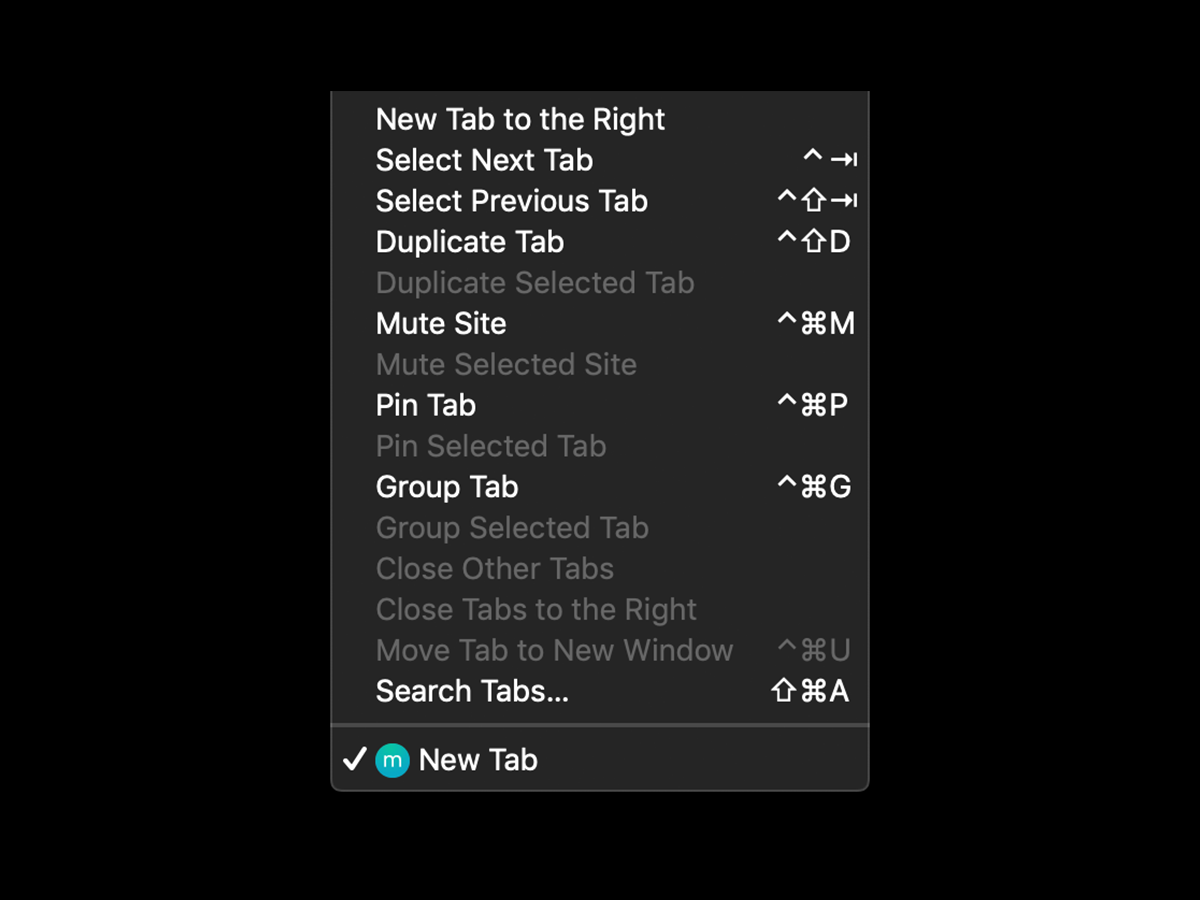 New Tab to the Right
Select Next Tab ^⇥
Select Previous Tab ^⇧⇥
Duplicate Tab ^⇧D
Duplicate Selected Tab
Mute Site ^⌘M
Mute Selected Site
Pin Tab ^⌘P
Pin Selected Tab
Group Tab ^⌘G
Group Selected Tab
Close Other Tabs
Close Tabs to the Right
Move Tab to New Window ^⌘U
Search Tabs... ⇧⌘A
✓ m New Tab